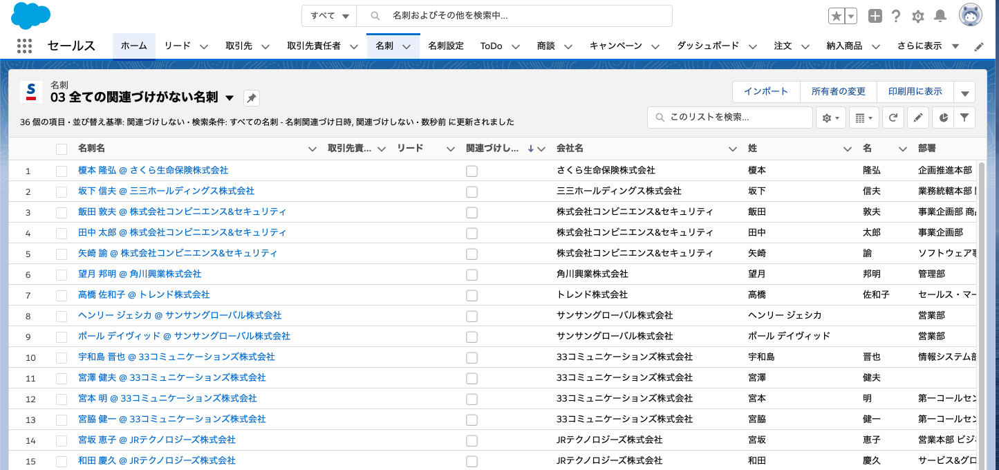 すべて 名刺およびその他を検索中...
セールス ホーム リード 取引先 取引先責任者 名刺 名刺設定 ToDo 商談 キャンペーン ダッシュボード 注文 納入商品 さらに表示
S
名刺
03 全ての関連づけがない名刺
インポート 所有者の変更 印刷用に表示
36 個の項目・並び替え基準: 関連づけしない・検索条件: すべての名刺 - 名刺関連づけ日時, 関連づけしない・数秒前 に更新されました
このリストを検索...
名刺名 取引先責... リード 関連づけし... 会社名 姓 名 部署
1 榎本 隆弘 @ さくら生命保険株式会社 さくら生命保険株式会社 榎本 隆弘 企画推進本部
2 坂下 信夫 @ 三三ホールディングス株式会社 三三ホールディングス株式会社 坂下 信夫 業務統轄本部
3 飯田 敦夫 @ 株式会社コンビニエンス&セキュリティ 株式会社コンビニエンス&セキュリティ 飯田 敦夫 事業企画部 商品
4 田中 太郎 @ 株式会社コンビニエンス&セキュリティ 株式会社コンビニエンス&セキュリティ 田中 太郎 事業企画部
5 矢崎 諭 @ 株式会社コンビニエンス&セキュリティ 株式会社コンビニエンス&セキュリティ 矢崎 諭 ソフトウェア事
6 望月 邦明 @ 角川興業株式会社 角川興業株式会社 望月 邦明 管理部
7 高橋 佐和子 @ トレンド株式会社 トレンド株式会社 高橋 佐和子 セールス・マー
8 ヘンリー ジェシカ @ サンサングローバル株式会社 サンサングローバル株式会社 ヘンリー ジェシカ 営業部
9 ポール デイヴィッド @ サンサングローバル株式会社 サンサングローバル株式会社 ポール デイヴィッド 営業部
10 宇和島 晋也 @ 33コミュニケーションズ株式会社 33コミュニケーションズ株式会社 宇和島 晋也 情報システム部
11 宮澤 健夫 @ 33コミュニケーションズ株式会社 33コミュニケーションズ株式会社 宮澤 健夫
12 宮本 明 @ 33コミュニケーションズ株式会社 33コミュニケーションズ株式会社 宮本 明 第一コールセン
13 宮脇 健一 @ 33コミュニケーションズ株式会社 33コミュニケーションズ株式会社 宮脇 健一 第一コールセン
14 宮坂 恵子 @ JRテクノロジーズ株式会社 JRテクノロジーズ株式会社 宮坂 恵子 営業本部 ビジ
15 和田 慶久 @ JRテクノロジーズ株式会社 JRテクノロジーズ株式会社 和田 慶久 サービス&グロ